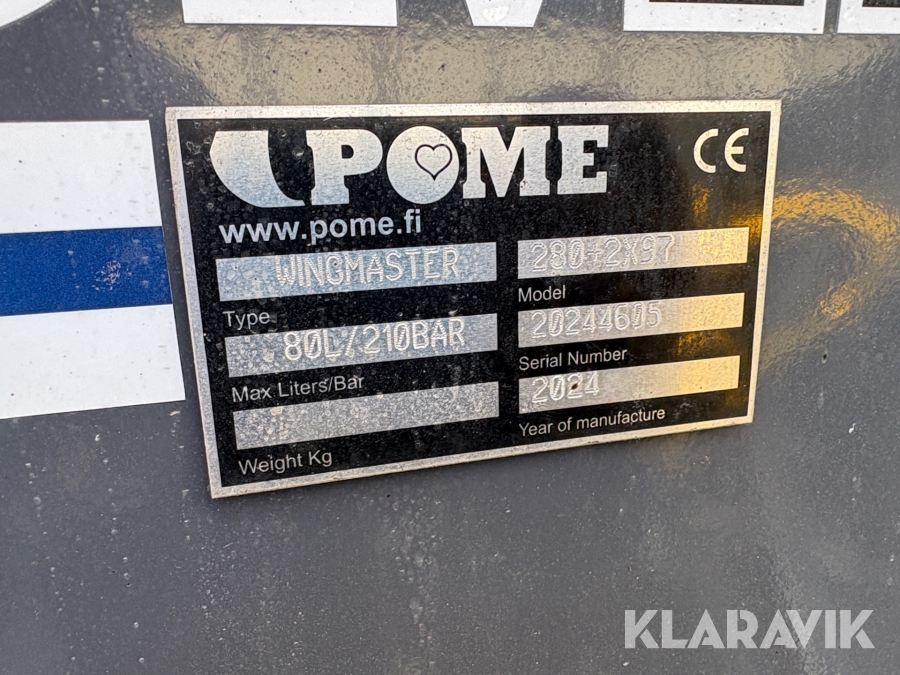 POME
CE
www.pome.fi
WINGMASTER
280+2X97
Type
Model
80L/210BAR
20244605
Max Liters/Bar
Serial Number
2024
Weight Kg
Year of manufacture
KLARAVIK